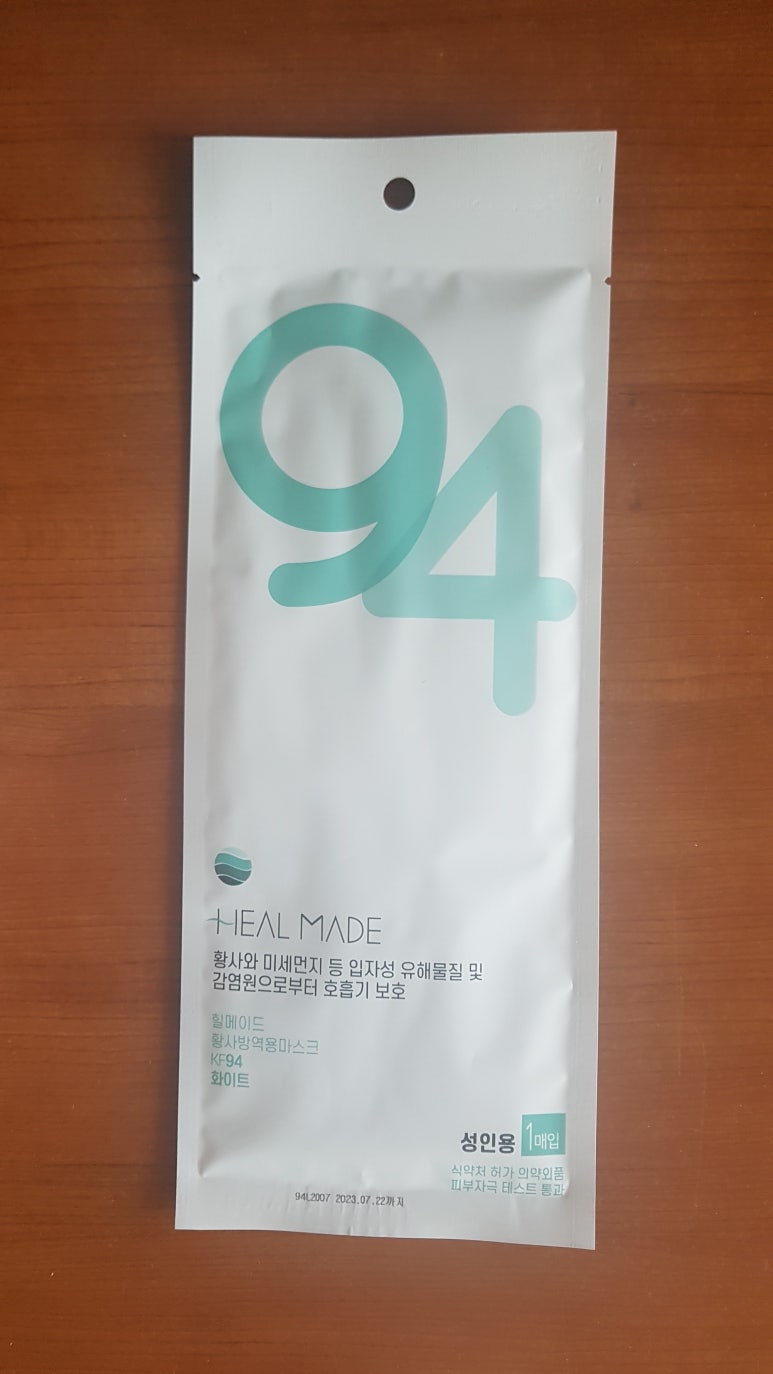 94
HEAL MADE
황사와 미세먼지 등 입자성 유해물질 및
감염원으로부터 호흡기 보호
힐메이드
황사방역용마스크
KF94
화이트
성인용 1매입
식약처 허가 의약외품
피부자극 테스트 통과
94L2007 2023.07.22까지